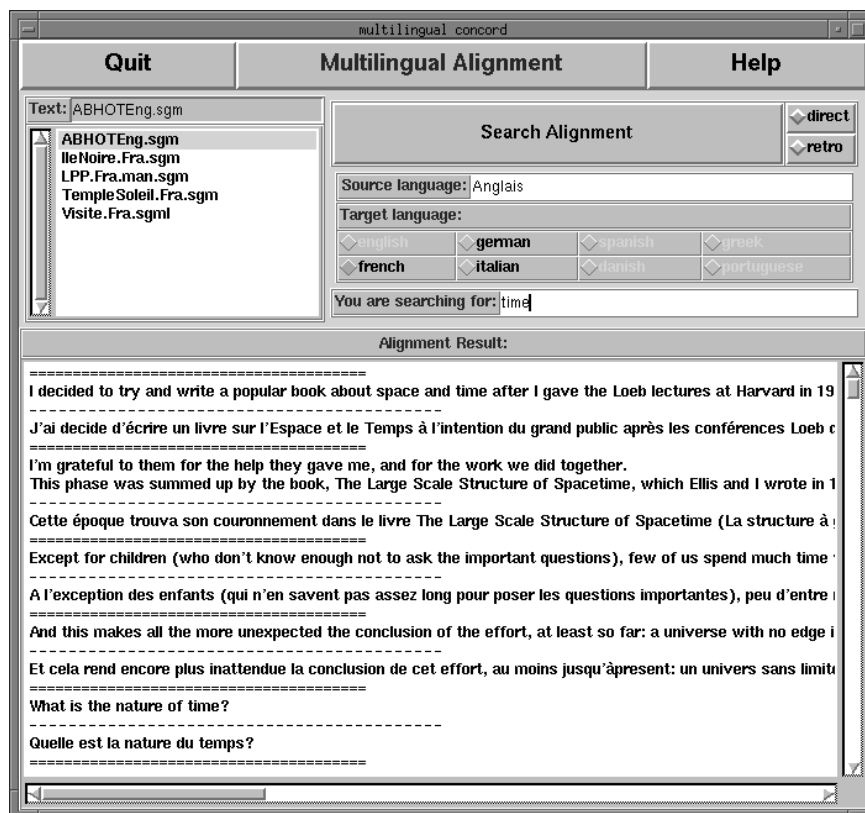 multilingual concord
Quit
Multilingual Alignment
Help
Text: ABHOTEng.sgm
ABHOTEng.sgm
IleNoire.Fra.sgm
LPP.Fra.man.sgm
TempleSoleil.Fra.sgm
Visite.Fra.sgml
Search Alignment
direct
retro
Source language: Anglais
Target language:
english german spanish greek
french italian danish portuguese
You are searching for: time
Alignment Result:
=======================================
I decided to try and write a popular book about space and time after I gave the Loeb lectures at Harvard in 19
- - - - - - - - - - - - - - - - - - - - - - - - - - - - - - - - - - - - - - - -
J'ai decide d'écrire un livre sur l'Espace et le Temps à l'intention du grand public après les conférences Loeb
=======================================
I'm grateful to them for the help they gave me, and for the work we did together.
This phase was summed up by the book, The Large Scale Structure of Spacetime, which Ellis and I wrote in 1
- - - - - - - - - - - - - - - - - - - - - - - - - - - - - - - - - - - - - - - -
Cette époque trouva son couronnement dans le livre The Large Scale Structure of Spacetime (La structure à
=======================================
Except for children (who don't know enough not to ask the important questions), few of us spend much time
- - - - - - - - - - - - - - - - - - - - - - - - - - - - - - - - - - - - - - - -
A l'exception des enfants (qui n'en savent pas assez long pour poser les questions importantes), peu d'entre
=======================================
And this makes all the more unexpected the conclusion of the effort, at least so far: a universe with no edge i
- - - - - - - - - - - - - - - - - - - - - - - - - - - - - - - - - - - - - - - -
Et cela rend encore plus inattendue la conclusion de cet effort, au moins jusqu'àpresent: un univers sans limite
=======================================
What is the nature of time?
- - - - - - - - - - - - - - - - - - - - - - - - - - - - - - - - - - - - - - - -
Quelle est la nature du temps?
=======================================